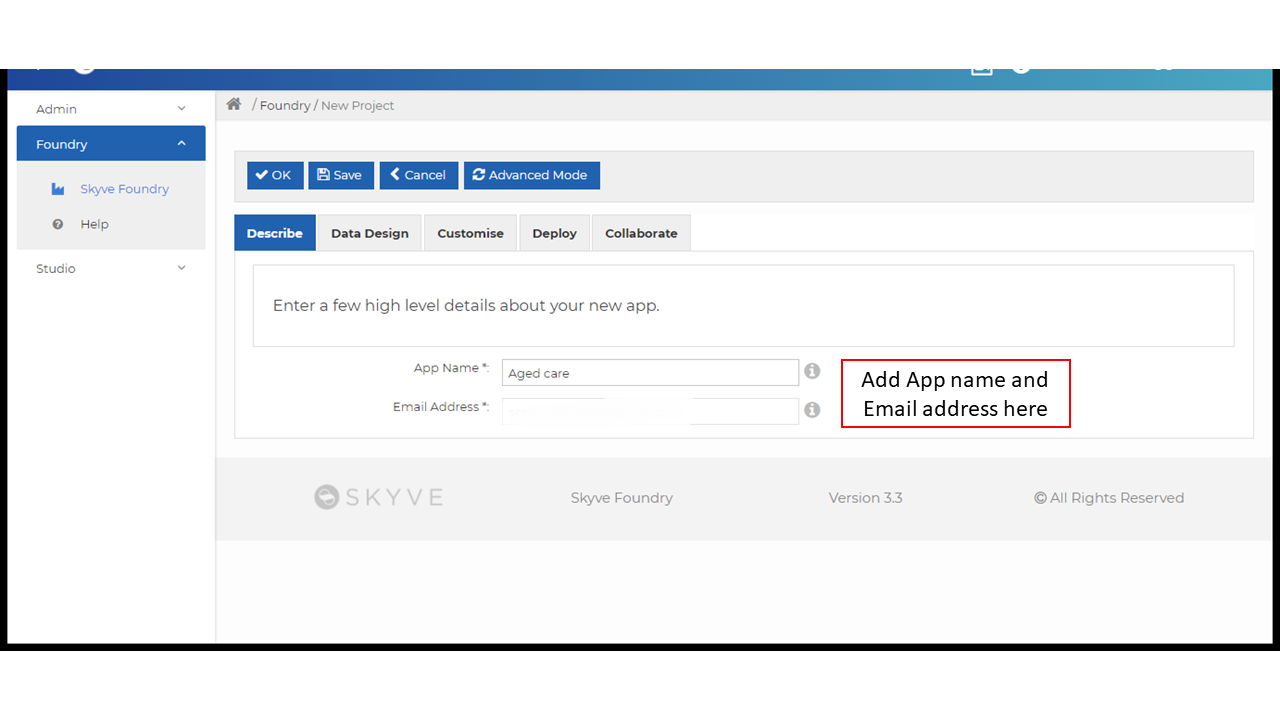 Admin
/ Foundry / New Project
Foundry
OK Save Cancel Advanced Mode
Skyve Foundry
Help
Describe Data Design Customise Deploy Collaborate
Studio
Enter a few high level details about your new app.
App Name *: Aged care
Email Address *:
Add App name and
Email address here
SKYVE Skyve Foundry Version 3.3 © All Rights Reserved